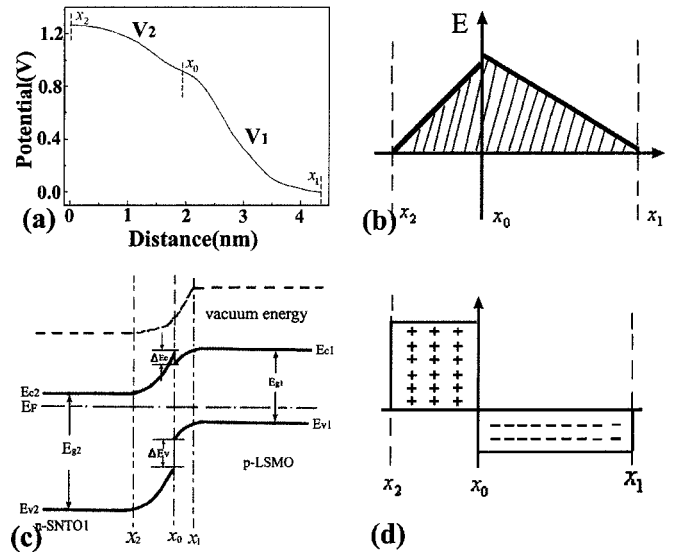 (a)
Potential(V)
1.2
0.8
0.4
0.0
x2
V2
x0
V1
x1
0 1 2 3 4
Distance(nm)
(b)
E
x2 x0 x1
(c)
vacuum energy
ΔEc
Ec1
Ec2
EF
Eg1
Eg2
Ev1
ΔEv
p-LSMO
Ev2
n-SNTO1
x2 x0 x1
(d)
+ + +
+ + +
+ + +
+ + +
+ + +
+ + +
x2 x0 x1